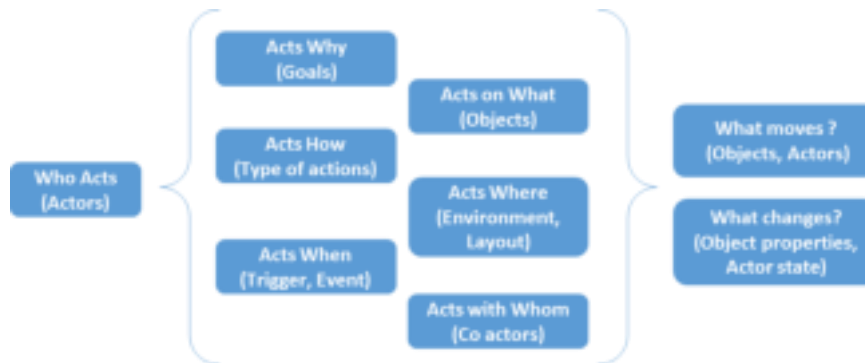 Who Acts
(Actors)
Acts Why
(Goals)
Acts How
(Type of actions)
Acts When
(Trigger, Event)
Acts on What
(Objects)
Acts Where
(Environment,
Layout)
Acts with Whom
(Co actors)
What moves ?
(Objects, Actors)
What changes?
(Object properties,
Actor state)